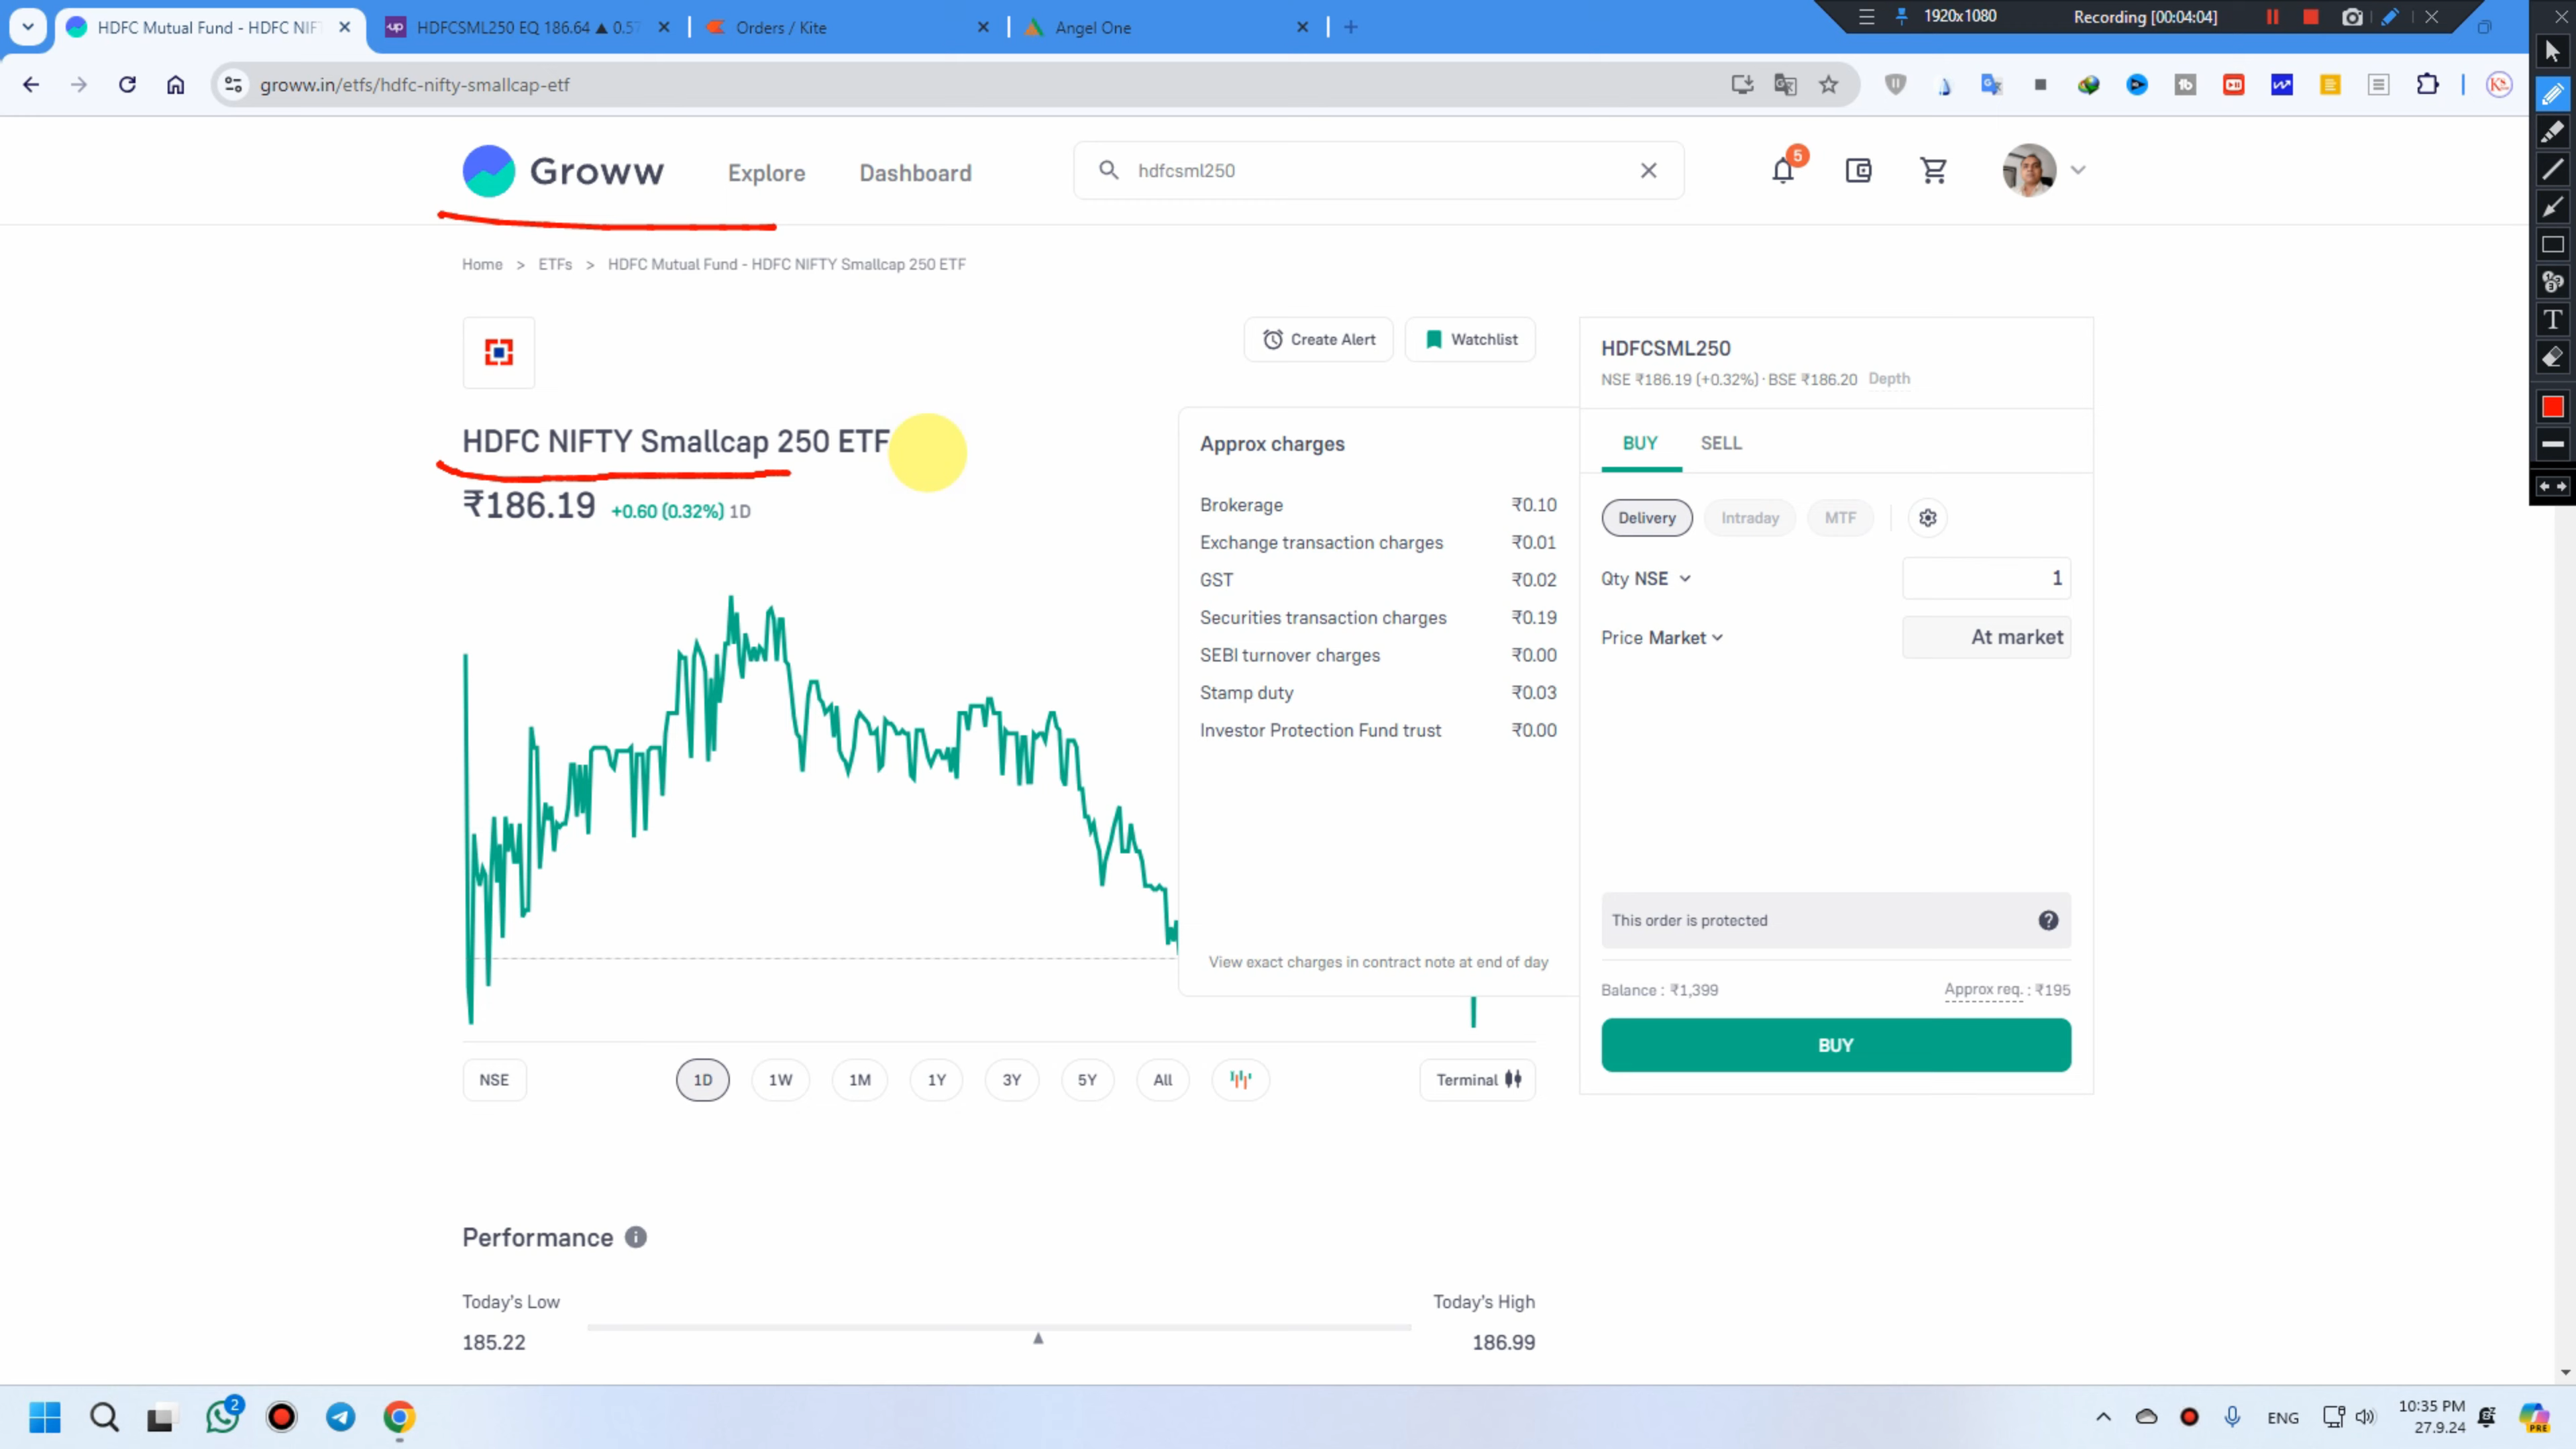 HDFC Mutual Fund - HDFC NIFT
HDFCSML250 EQ 186.64 ▲ 0.57
Orders / Kite
Angel One
1920x1080
Recording [00:04:04]
groww.in/etfs/hdfc-nifty-smallcap-etf
Groww
Explore
Dashboard
hdfcsml250
5
Home > ETFs > HDFC Mutual Fund - HDFC NIFTY Smallcap 250 ETF
Create Alert
Watchlist
HDFC NIFTY Smallcap 250 ETF
₹186.19 +0.60 (0.32%) 1D
Approx charges
Brokerage ₹0.10
Exchange transaction charges ₹0.01
GST ₹0.02
Securities transaction charges ₹0.19
SEBI turnover charges ₹0.00
Stamp duty ₹0.03
Investor Protection Fund trust ₹0.00
View exact charges in contract note at end of day
HDFCSML250
NSE ₹186.19 (+0.32%) · BSE ₹186.20 Depth
BUY SELL
Delivery Intraday MTF
Qty NSE 1
Price Market At market
This order is protected
Balance : ₹1,399 Approx req. : ₹195
BUY
NSE 1D 1W 1M 1Y 3Y 5Y All Terminal
Performance
Today's Low Today's High
185.22 186.99
2
ENG
10:35 PM
27.9.24
PRE